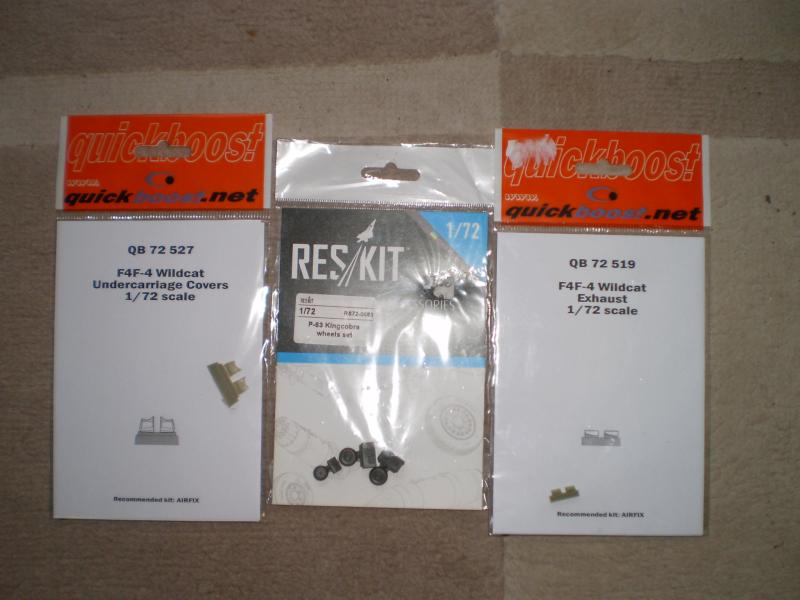 quickboost
www.
quickboost.net
QB 72 527
F4F-4 Wildcat
Undercarriage Covers
1/72 scale
Recommended kit: AIRFIX
1/72
RES/KIT
1/72
P-63 Kingcobra
wheels set
quickboost
www.
quickboost.net
QB 72 519
F4F-4 Wildcat
Exhaust
1/72 scale
Recommended kit: AIRFIX